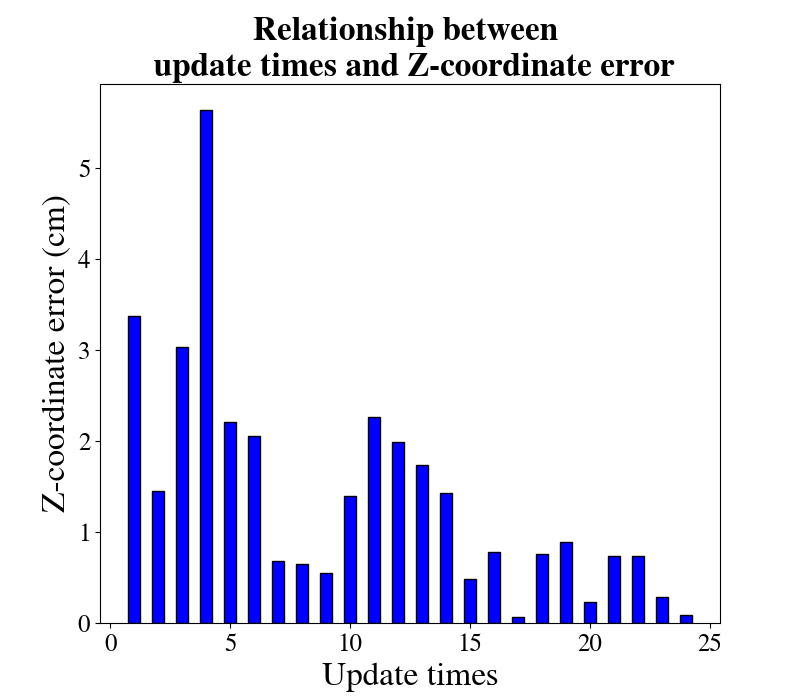 Relationship between
update times and Z-coordinate error
Z-coordinate error (cm)
5
4
3
2
1
0
0 5 10 15 20 25
Update times